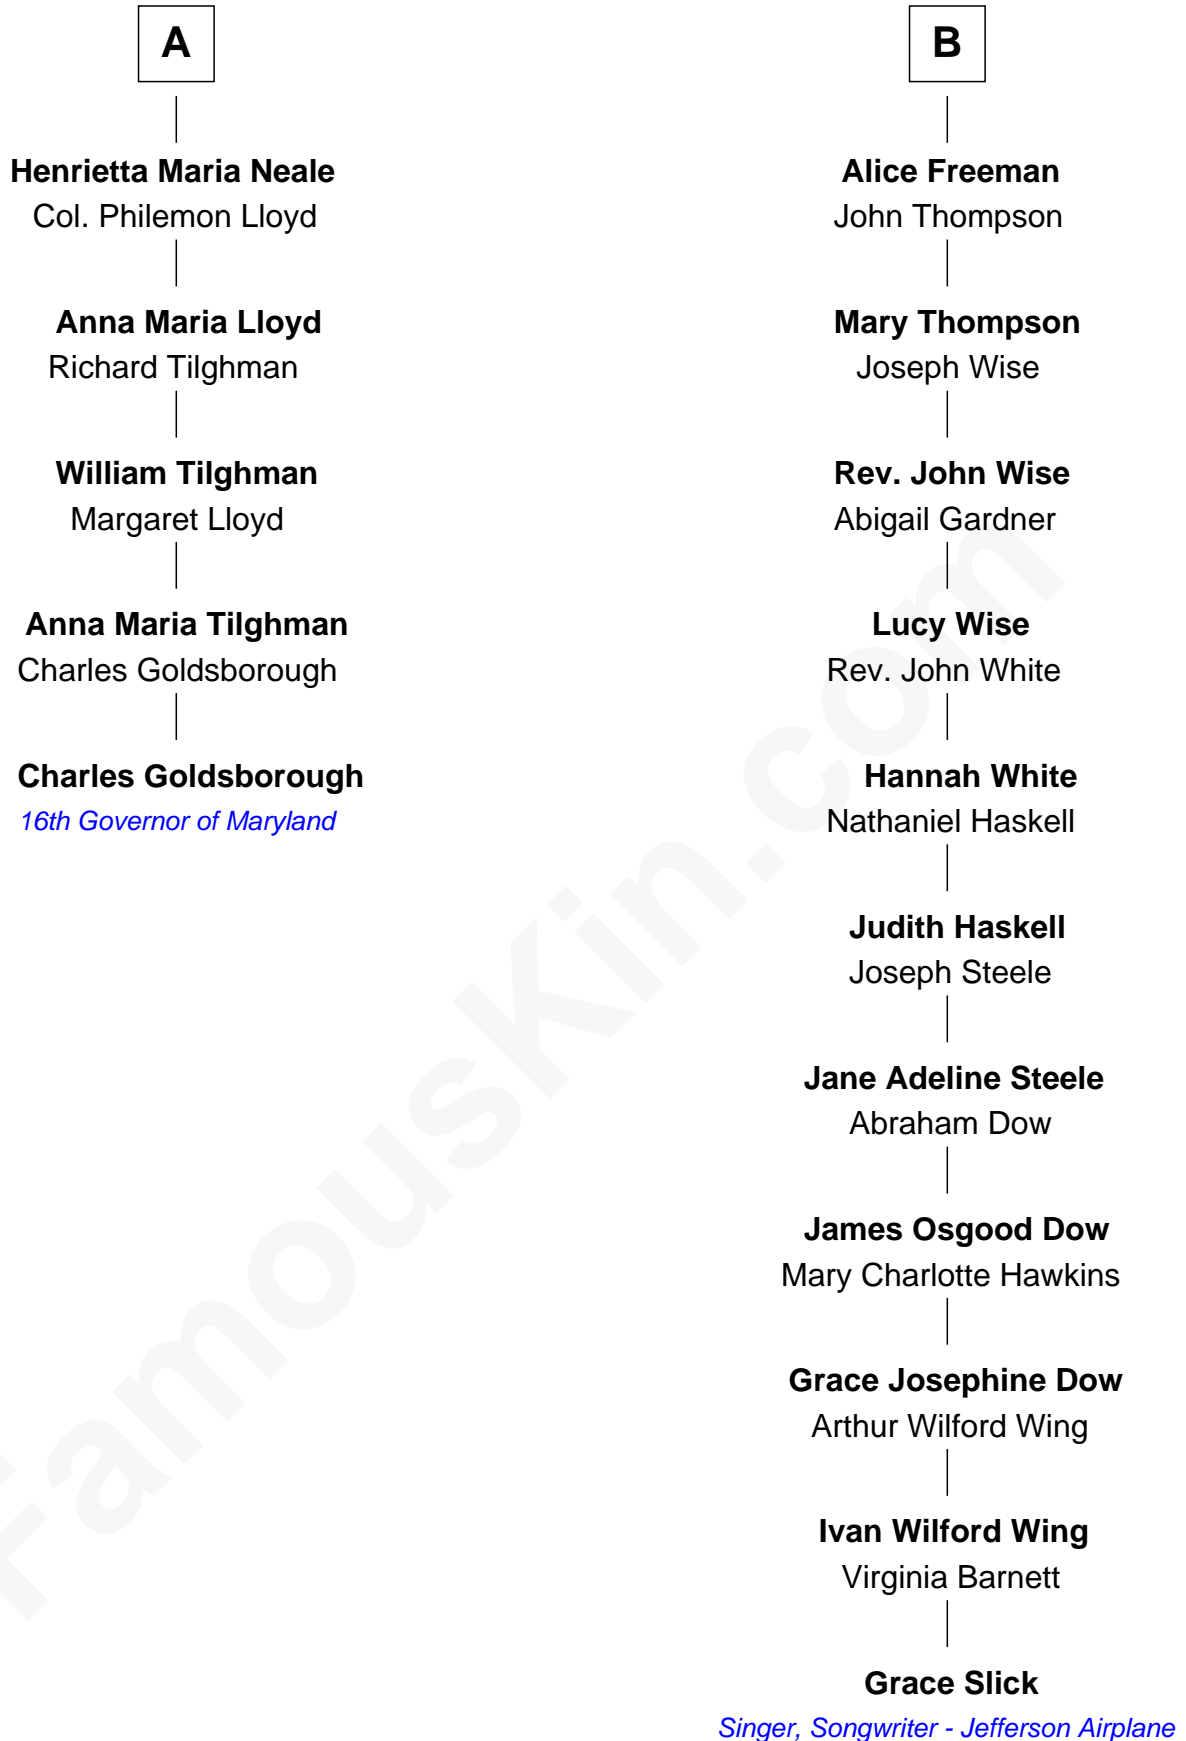 A
Henrietta Maria Neale
Col. Philemon Lloyd
Anna Maria Lloyd
Richard Tilghman
William Tilghman
Margaret Lloyd
Anna Maria Tilghman
Charles Goldsborough
Charles Goldsborough
16th Governor of Maryland
B
Alice Freeman
John Thompson
Mary Thompson
Joseph Wise
Rev. John Wise
Abigail Gardner
Lucy Wise
Rev. John White
Hannah White
Nathaniel Haskell
Judith Haskell
Joseph Steele
Jane Adeline Steele
Abraham Dow
James Osgood Dow
Mary Charlotte Hawkins
Grace Josephine Dow
Arthur Wilford Wing
Ivan Wilford Wing
Virginia Barnett
Grace Slick
Singer, Songwriter - Jefferson Airplane
FamousKin.com